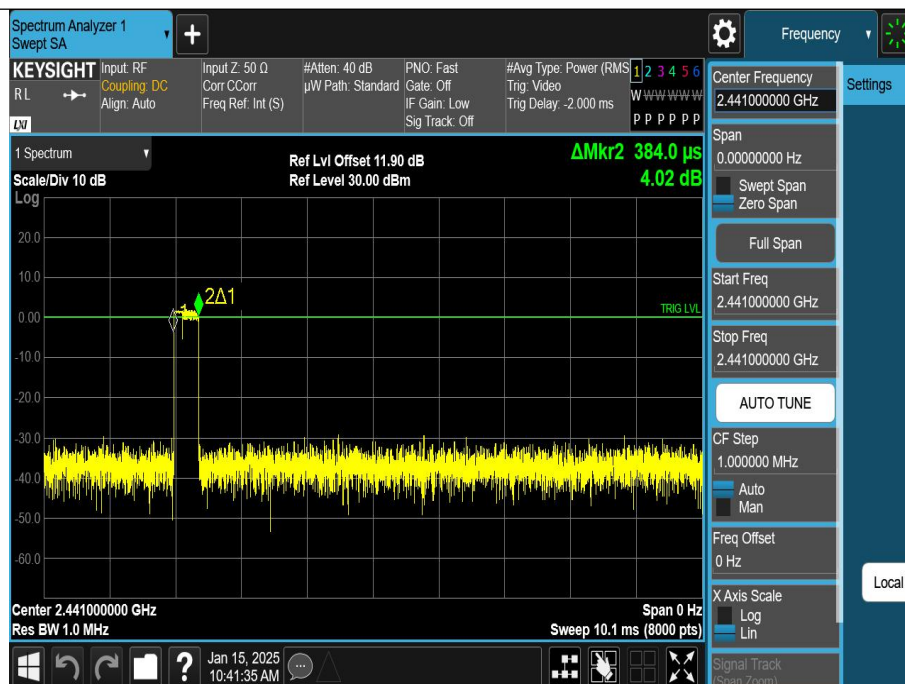 Spectrum Analyzer 1
Swept SA
Frequency
KEYSIGHT
RL
LXI
Input: RF
Coupling: DC
Align: Auto
Input Z: 50 Ω
Corr CCorr
Freq Ref: Int (S)
#Atten: 40 dB
µW Path: Standard
PNO: Fast
Gate: Off
IF Gain: Low
Sig Track: Off
#Avg Type: Power (RMS
Trig: Video
Trig Delay: -2.000 ms
1 2 3 4 5 6
W W W W W W
P P P P P P
1 Spectrum
Scale/Div 10 dB
Log
Ref Lvl Offset 11.90 dB
Ref Level 30.00 dBm
ΔMkr2 384.0 µs
4.02 dB
20.0
10.0
0.00
-10.0
-20.0
-30.0
-40.0
-50.0
-60.0
2Δ1
1
TRIG LVL
Center 2.441000000 GHz
Res BW 1.0 MHz
Span 0 Hz
Sweep 10.1 ms (8000 pts)
Jan 15, 2025
10:41:35 AM
?
Center Frequency
2.441000000 GHz
Span
0.00000000 Hz
Swept Span
Zero Span
Full Span
Start Freq
2.441000000 GHz
Stop Freq
2.441000000 GHz
AUTO TUNE
CF Step
1.000000 MHz
Auto
Man
Freq Offset
0 Hz
X Axis Scale
Log
Lin
Signal Track
(Span Zoom)
Settings
Local